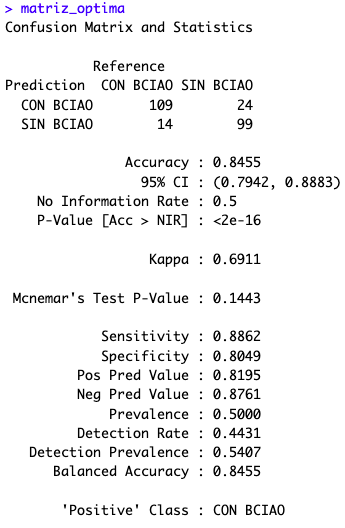 > matriz_optima
Confusion Matrix and Statistics
Reference
Prediction CON BCIAO SIN BCIAO
CON BCIAO 109 24
SIN BCIAO 14 99
Accuracy : 0.8455
95% CI : (0.7942, 0.8883)
No Information Rate : 0.5
P-Value [Acc > NIR] : <2e-16
Kappa : 0.6911
Mcnemar's Test P-Value : 0.1443
Sensitivity : 0.8862
Specificity : 0.8049
Pos Pred Value : 0.8195
Neg Pred Value : 0.8761
Prevalence : 0.5000
Detection Rate : 0.4431
Detection Prevalence : 0.5407
Balanced Accuracy : 0.8455
'Positive' Class : CON BCIAO